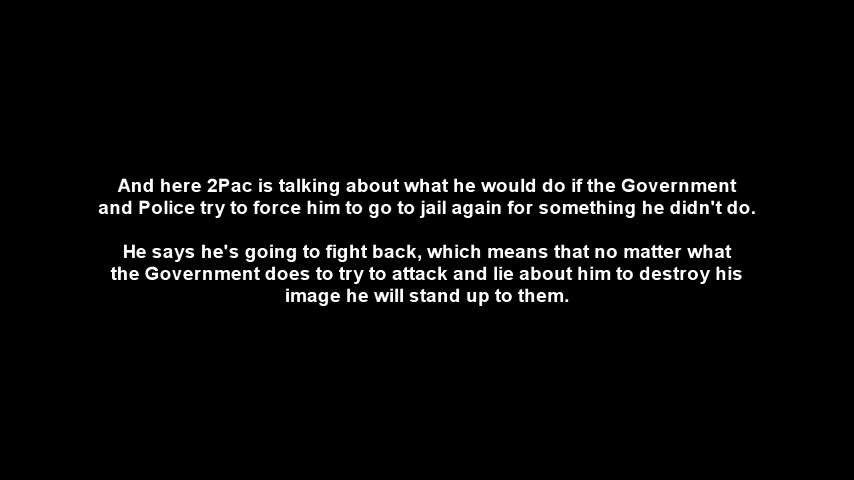 And here 2Pac is talking about what he would do if the Government
and Police try to force him to go to jail again for something he didn't do.
He says he's going to fight back, which means that no matter what
the Government does to try to attack and lie about him to destroy his
image he will stand up to them.